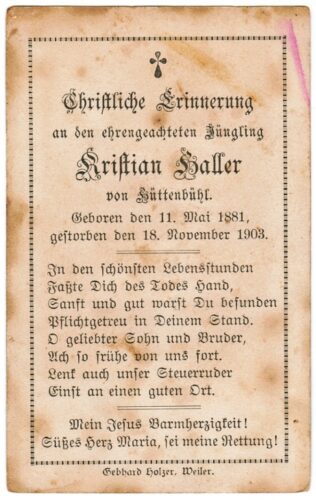 Christliche Erinnerung
an den ehrengeachteten Jüngling
Kristian Haller
von Hüttenbühl.
Geboren den 11. Mai 1881,
gestorben den 18. November 1903.
In den schönsten Lebensstunden
Faßte Dich des Todes Hand,
Sanft und gut warst Du befunden
Pflichtgetreu in Deinem Stand.
O geliebter Sohn und Bruder,
Ach so frühe von uns fort.
Lenk auch unser Steuerruder
Einst an einen guten Ort.
Mein Jesus Barmherzigkeit!
Süßes Herz Maria, sei meine Rettung!
Gebhard Holzer, Weiler.